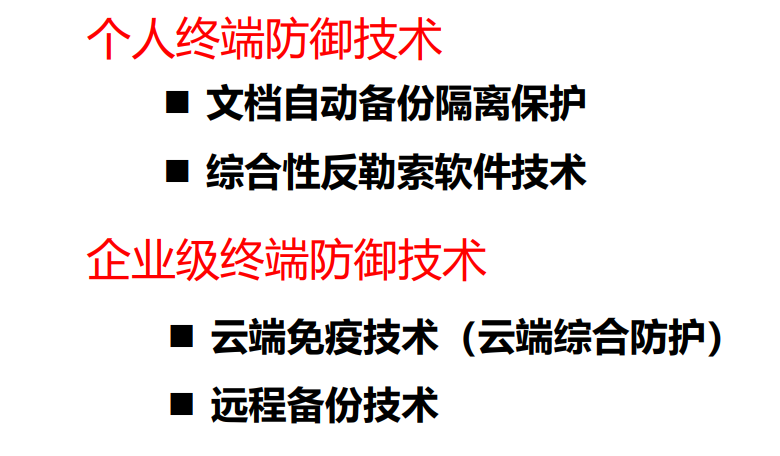 个人终端防御技术
■ 文档自动备份隔离保护
■ 综合性反勒索软件技术
企业级终端防御技术
■ 云端免疫技术（云端综合防护）
■ 远程备份技术